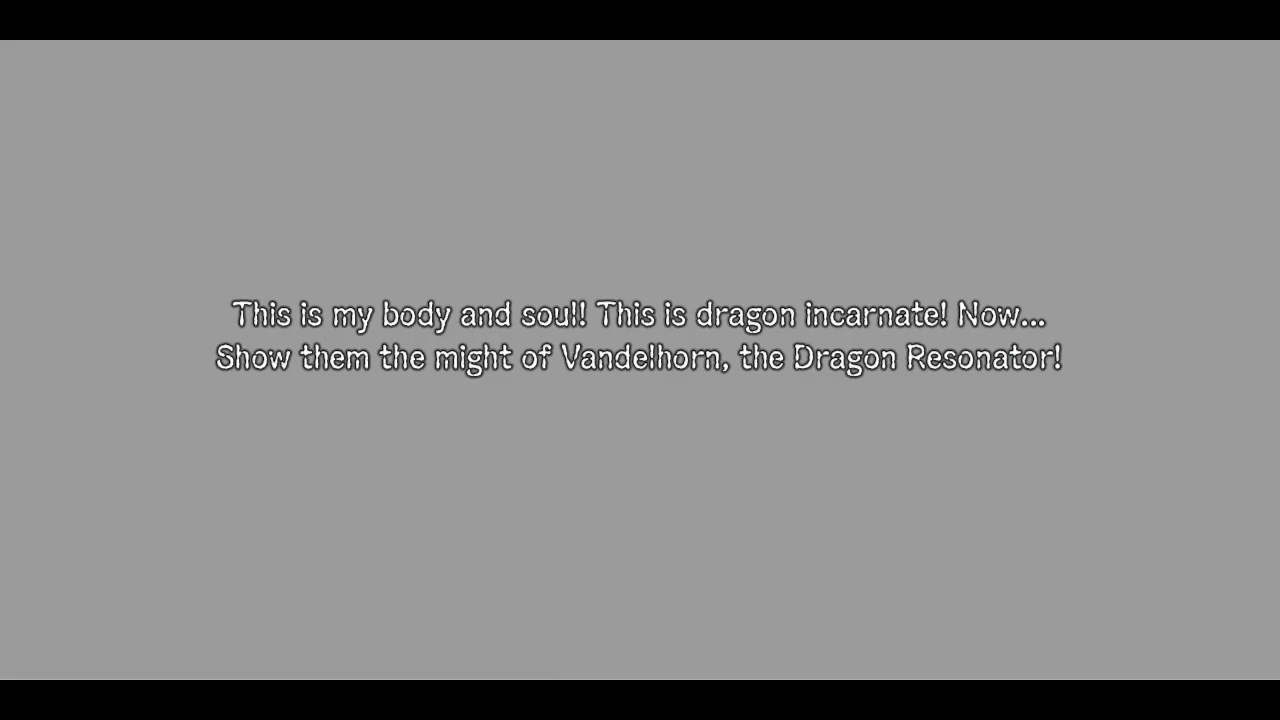 This is my body and soul! This is dragon incarnate! Now...
Show them the might of Vandelhorn, the Dragon Resonator!